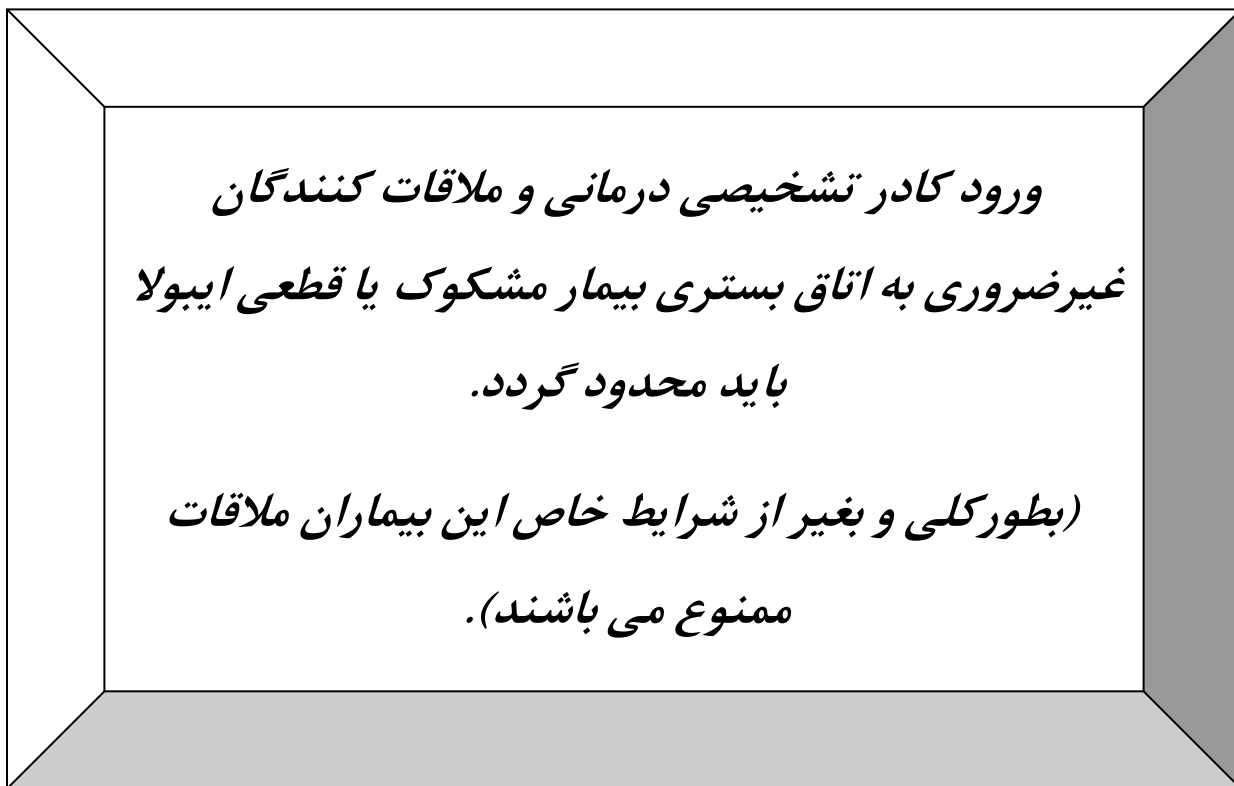 ورود کادر تشخیصی درمانی و ملاقات کنندگان
غیرضروری به اتاق بستری بیمار مشکوک یا قطعی ایبولا
باید محدود گردد.
(بطورکلی و بغیر از شرایط خاص این بیماران ملاقات
ممنوع می باشند).